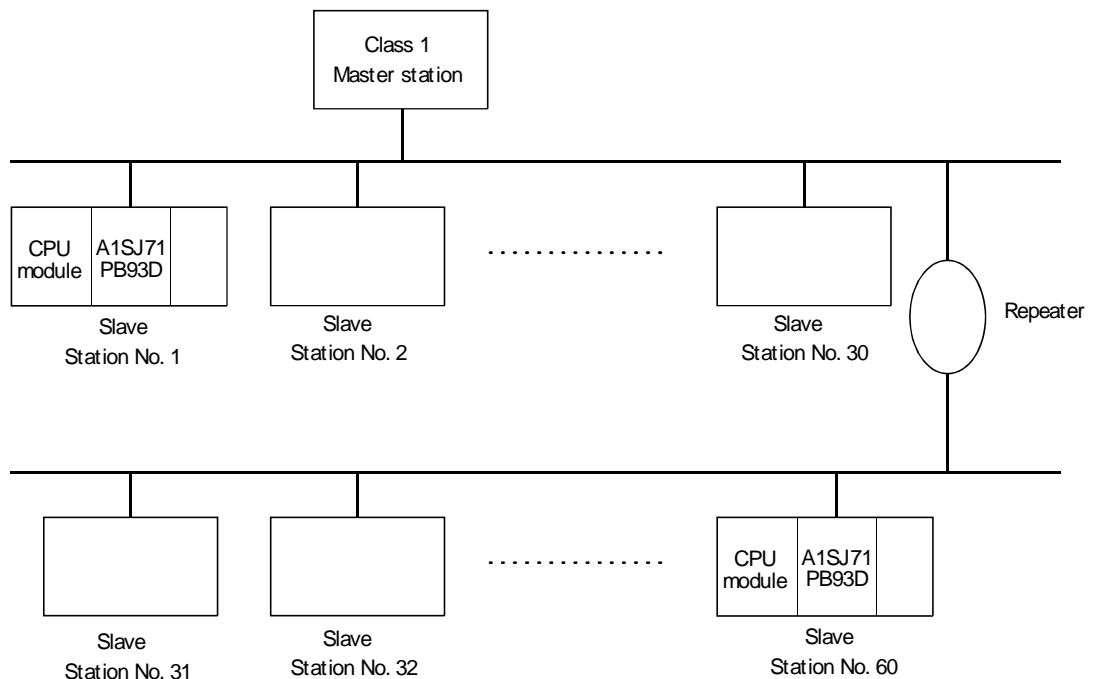 Class 1
Master station
CPU
module
A1SJ71
PB93D
Slave
Station No. 1
Slave
Station No. 2
Slave
Station No. 30
Repeater
Slave
Station No. 31
Slave
Station No. 32
CPU
module
A1SJ71
PB93D
Slave
Station No. 60